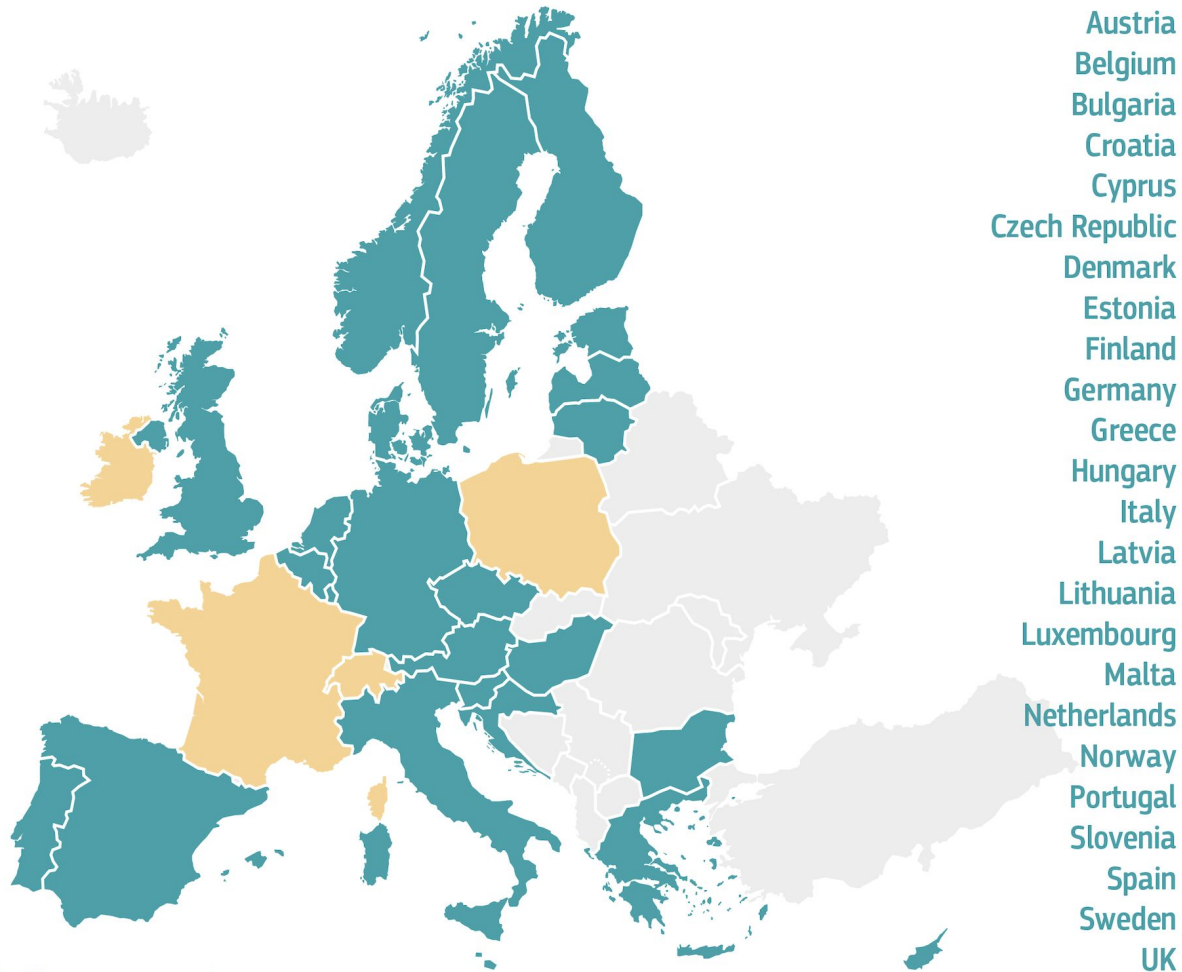 Austria
Belgium
Bulgaria
Croatia
Cyprus
Czech Republic
Denmark
Estonia
Finland
Germany
Greece
Hungary
Italy
Latvia
Lithuania
Luxembourg
Malta
Netherlands
Norway
Portugal
Slovenia
Spain
Sweden
UK